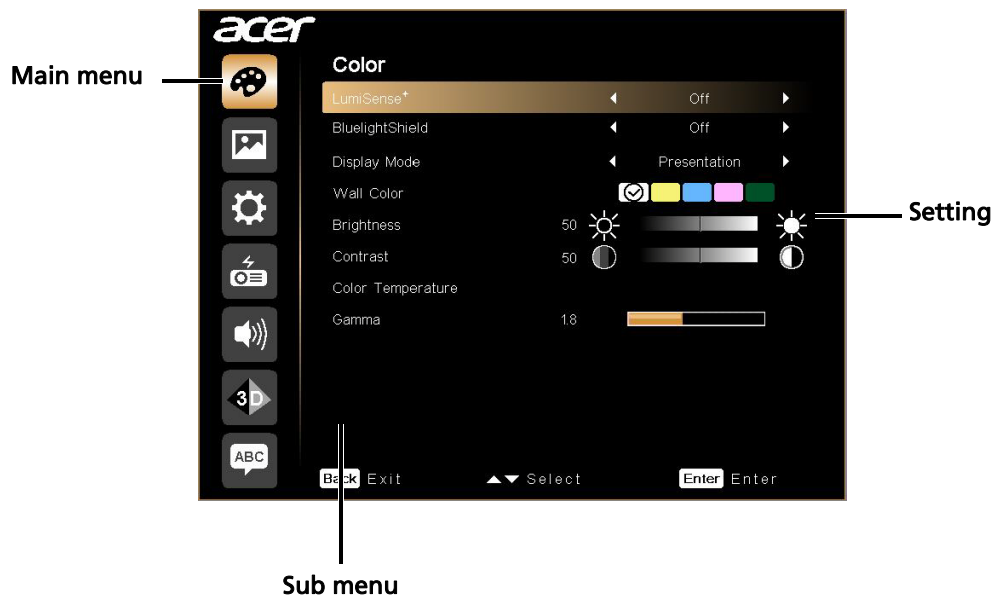 acer
Main menu
Color
LumiSense+ Off
BluelightShield Off
Display Mode Presentation
Wall Color
Setting
Brightness 50
Contrast 50
Color Temperature
Gamma 1.8
3D
ABC
Back Exit Select Enter Enter
Sub menu